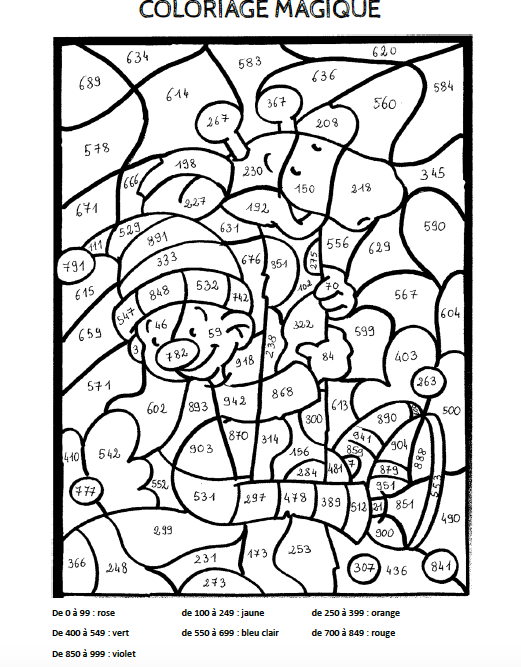 COLORIAGE MAGIQUE
634 583 620
689 636 584
614 367 560
267 208
578
198 230 345
666 150 218
671 227 192
590
529 631 556 629
111 891
791 333 676 351 275
615 848 532 102 70 567
742
547 604
659 46 59 322 599
238
3 782 84 403
918
571 263
942 868
602 893 613 500
300 890
870 941
903 314 904
410 542 156 859 888
284 481 7 879
777 552 951 553
531 297 478 389 512 21 851
490
299 900
231 173 253
366 248 307 436 841
273
De 0 à 99 : rose de 100 à 249 : jaune de 250 à 399 : orange
De 400 à 549 : vert de 550 à 699 : bleu clair de 700 à 849 : rouge
De 850 à 999 : violet